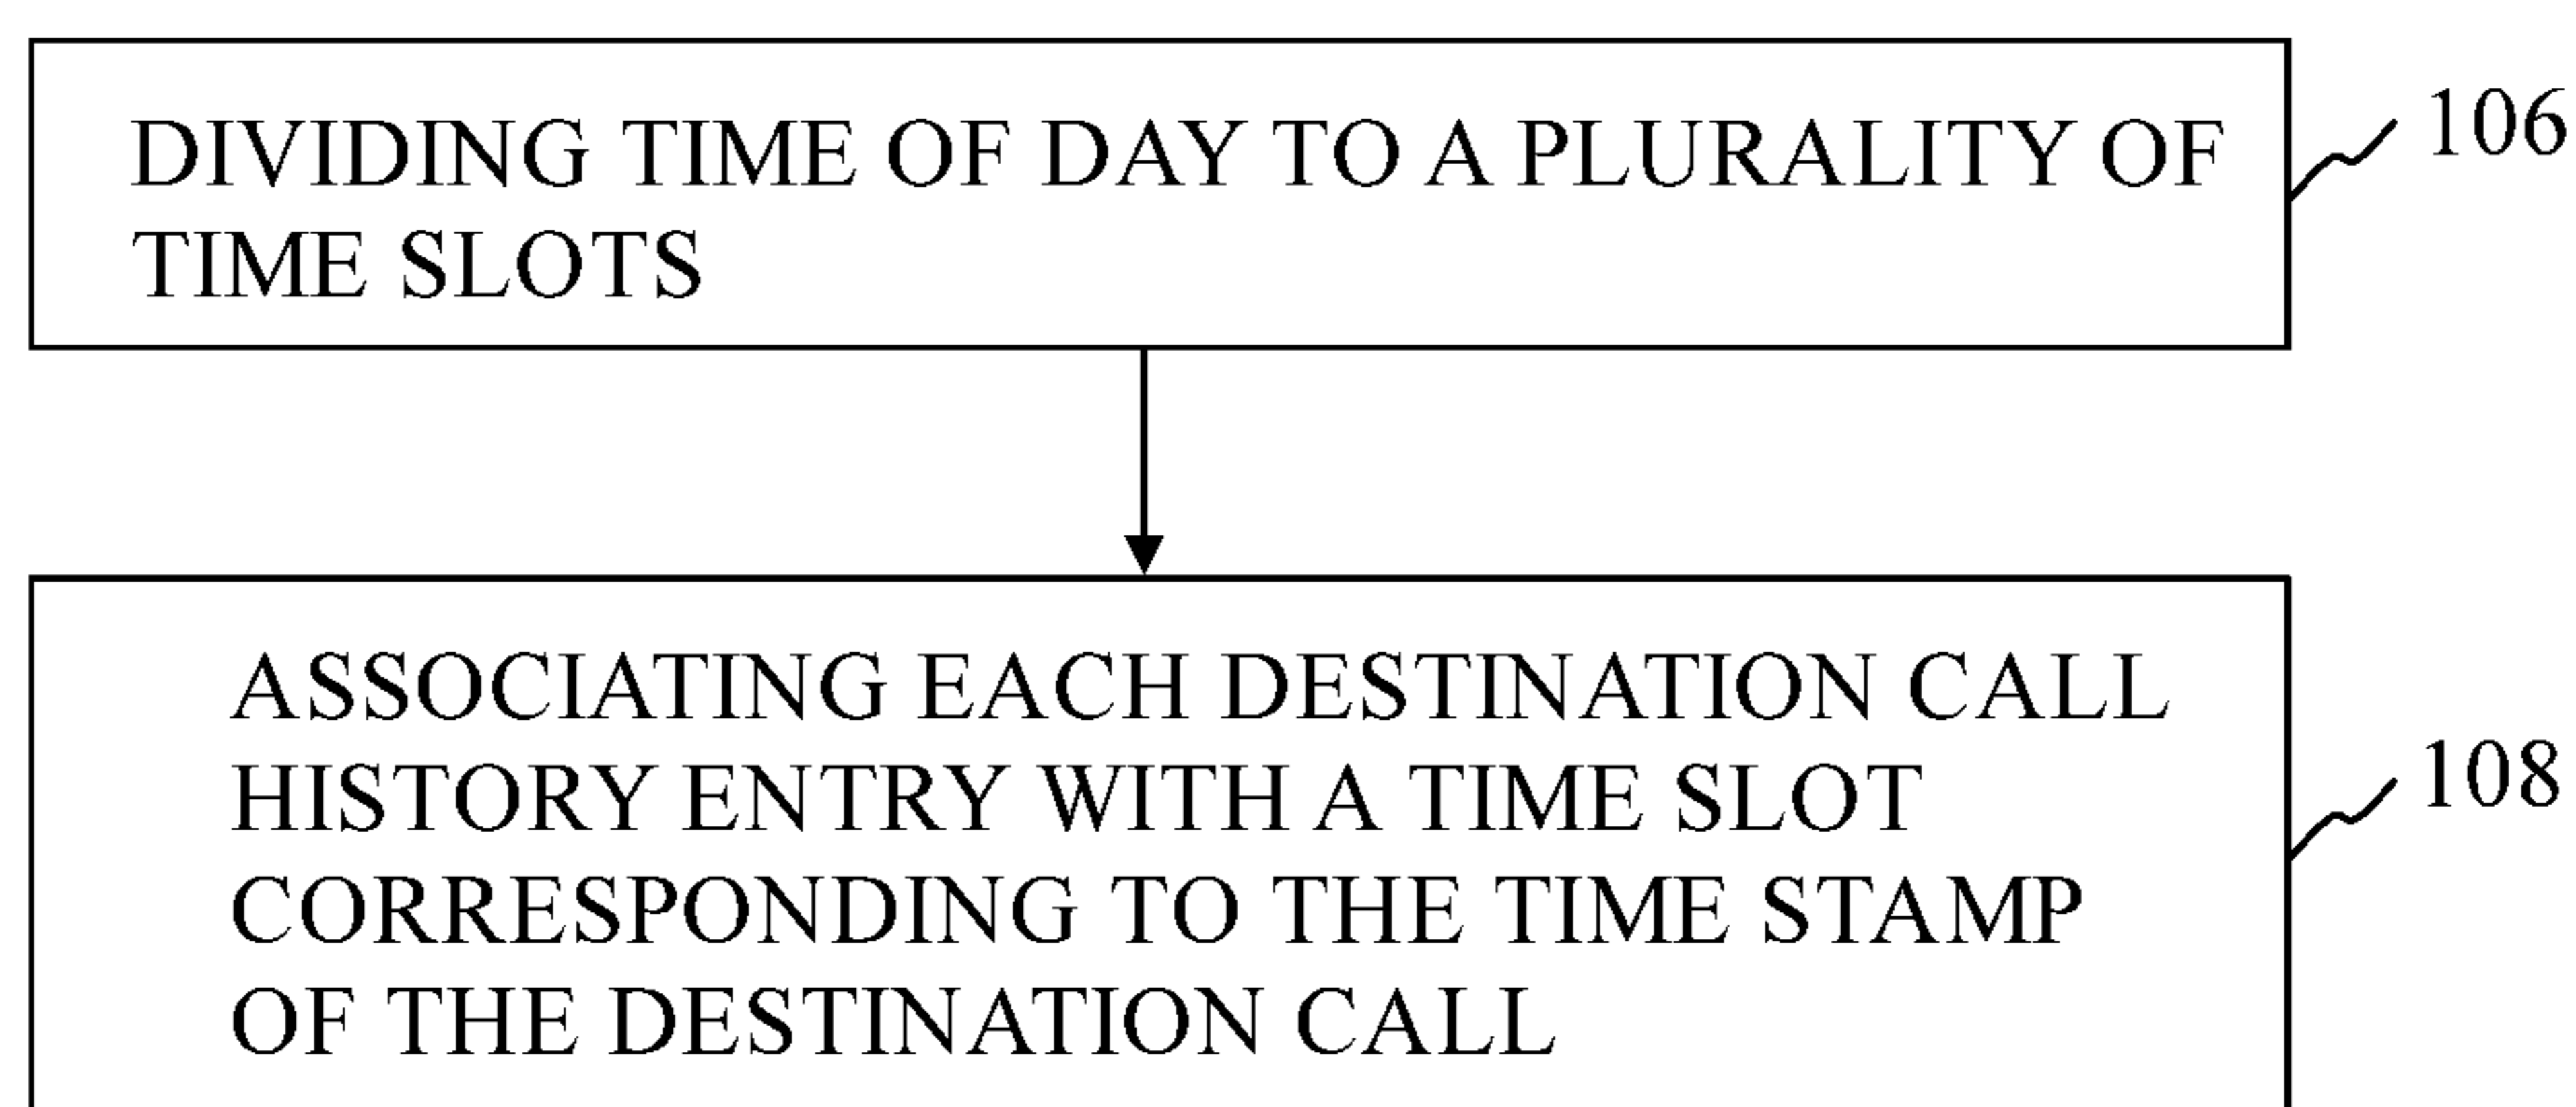 DIVIDING TIME OF DAY TO A PLURALITY OF
TIME SLOTS
106
ASSOCIATING EACH DESTINATION CALL
HISTORY ENTRY WITH A TIME SLOT
CORRESPONDING TO THE TIME STAMP
OF THE DESTINATION CALL
108